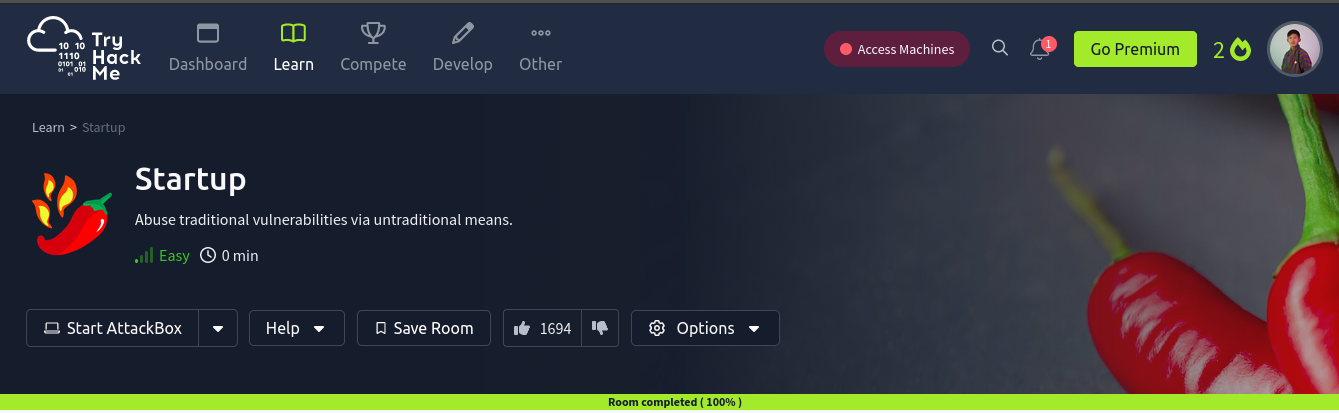 10 10
1110
0101 01
01 010
01
Try
Hack
Me
Dashboard
Learn
Compete
Develop
Other
Access Machines
1
Go Premium
2
Learn > Startup
Startup
Abuse traditional vulnerabilities via untraditional means.
Easy 0 min
Start AttackBox
Help
Save Room
1694
Options
Room completed ( 100% )